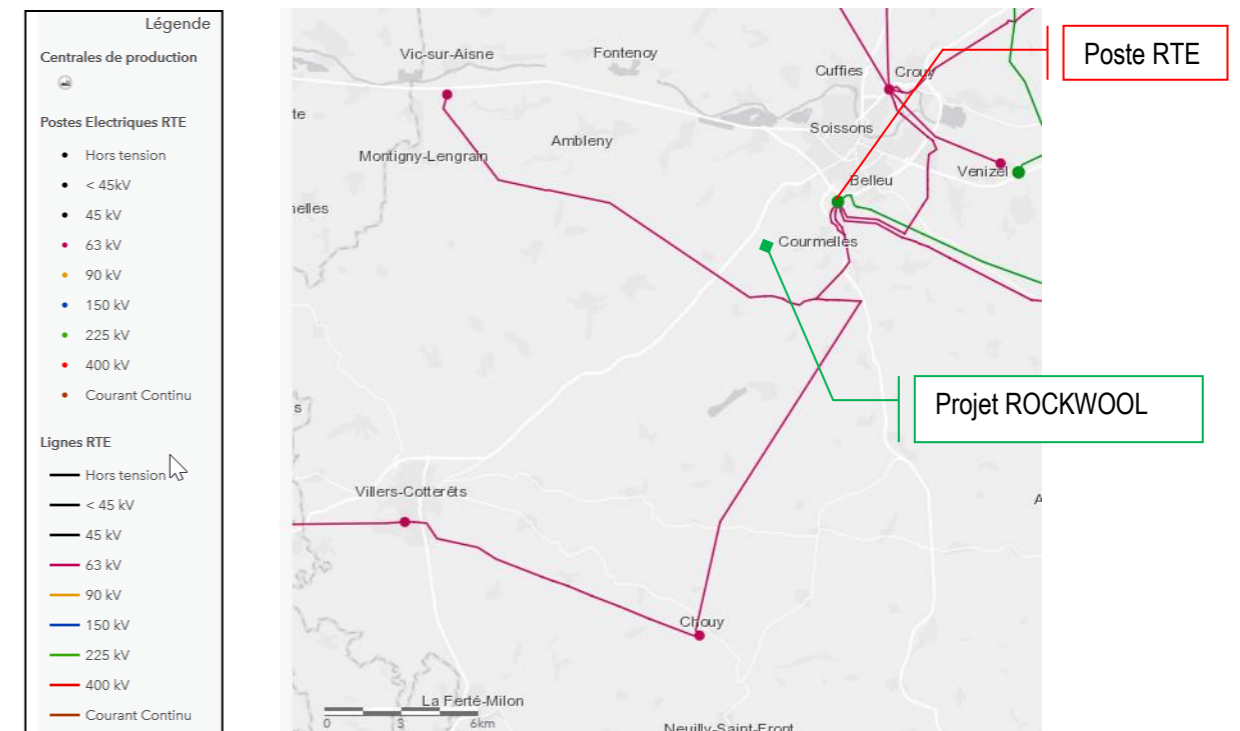 Légende
Centrales de production
Postes Electriques RTE
Hors tension
< 45kV
45 kV
63 kV
90 kV
150 kV
225 kV
400 kV
Courant Continu
Lignes RTE
Hors tension
< 45 kV
45 kV
63 kV
90 kV
150 kV
225 kV
400 kV
Courant Continu
Vic-sur-Aisne
Fontenoy
Cuffies
Crouy
Poste RTE
te
Ambleny
Soissons
Montigny-Lengrain
Belleu
Venizel
nelles
Courmelles
Projet ROCKWOOL
s
Villers-Cotterêts
A
Chouy
La Ferté-Milon
0 3 6km
Neuilly-Saint-Front